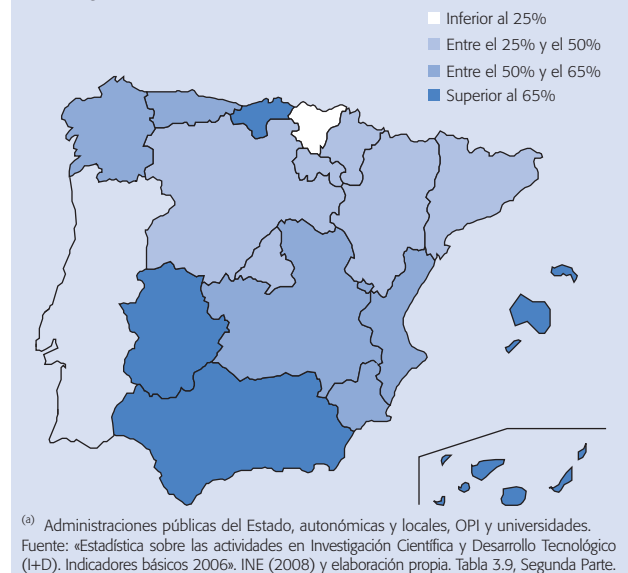 Inferior al 25%
Entre el 25% y el 50%
Entre el 50% y el 65%
Superior al 65%
(a) Administraciones públicas del Estado, autonómicas y locales, OPI y universidades.
Fuente: «Estadística sobre las actividades en Investigación Científica y Desarrollo Tecnológico
(I+D). Indicadores básicos 2006». INE (2008) y elaboración propia. Tabla 3.9, Segunda Parte.